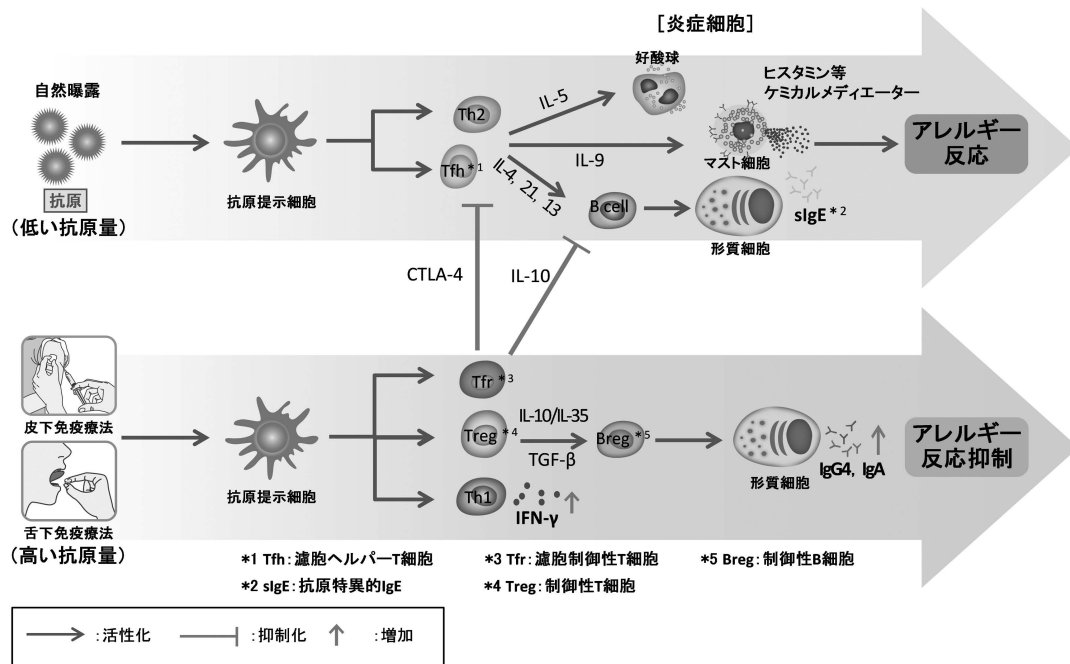 [炎症細胞]
好酸球
ヒスタミン等
ケミカルメディエーター
自然曝露
抗原
(低い抗原量)
抗原提示細胞
Th2
Tfh*1
IL-5
IL-9
IL-4, 21, 13
マスト細胞
B cell
形質細胞
sIgE*2
アレルギー
反応
CTLA-4
IL-10
皮下免疫療法
舌下免疫療法
(高い抗原量)
抗原提示細胞
Tfr*3
Treg*4
Th1
IL-10/IL-35
TGF-β
IFN-γ
Breg*5
形質細胞
IgG4, IgA
アレルギー
反応抑制
*1 Tfh:濾胞ヘルパーT細胞
*3 Tfr:濾胞制御性T細胞
*5 Breg:制御性B細胞
*2 sIgE:抗原特異的IgE
*4 Treg:制御性T細胞
:活性化
:抑制化
:増加